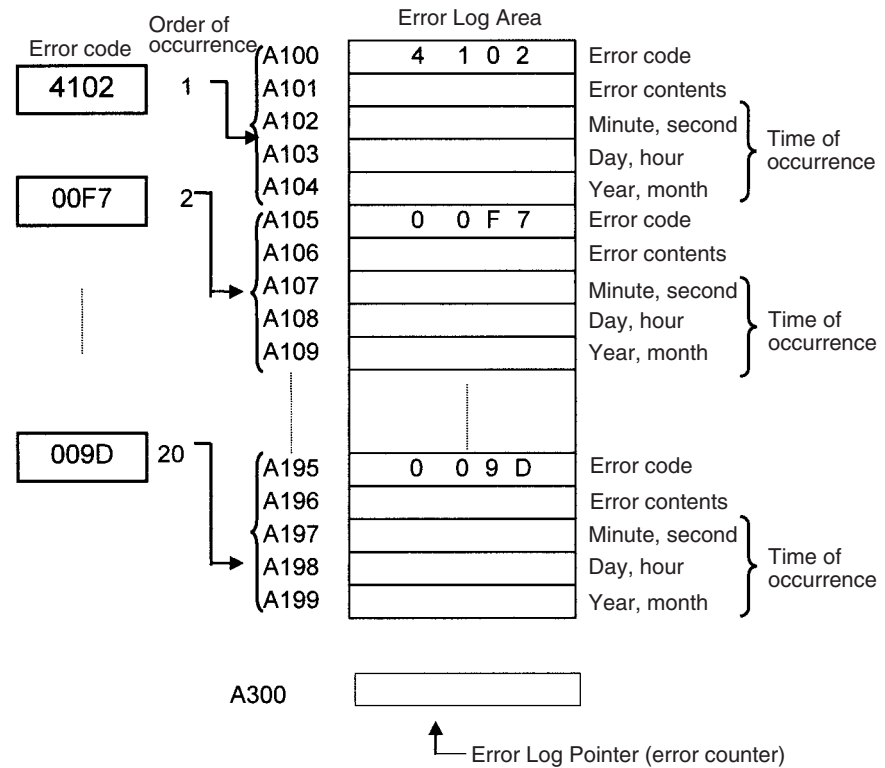 Error Log Area
Order of
Error code occurrence
4102 1 A100 4 1 0 2 Error code
A101 Error contents
A102 Minute, second
A103 Day, hour
A104 Year, month
Time of
occurrence
00F7 2 A105 0 0 F 7 Error code
A106 Error contents
A107 Minute, second
A108 Day, hour
A109 Year, month
Time of
occurrence
009D 20 A195 0 0 9 D Error code
A196 Error contents
A197 Minute, second
A198 Day, hour
A199 Year, month
Time of
occurrence
A300
Error Log Pointer (error counter)